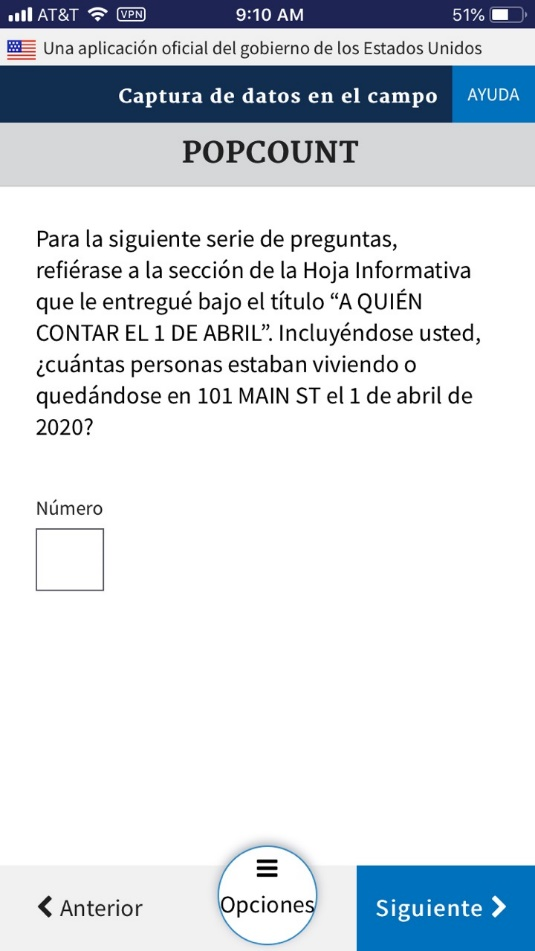 AT&T VPN 9:10 AM 51%
Una aplicación oficial del gobierno de los Estados Unidos
Captura de datos en el campo AYUDA
POPCOUNT
Para la siguiente serie de preguntas,
refiérase a la sección de la Hoja Informativa
que le entregué bajo el título “A QUIÉN
CONTAR EL 1 DE ABRIL”. Incluyéndose usted,
¿cuántas personas estaban viviendo o
quedándose en 101 MAIN ST el 1 de abril de
2020?
Número
Anterior Opciones Siguiente